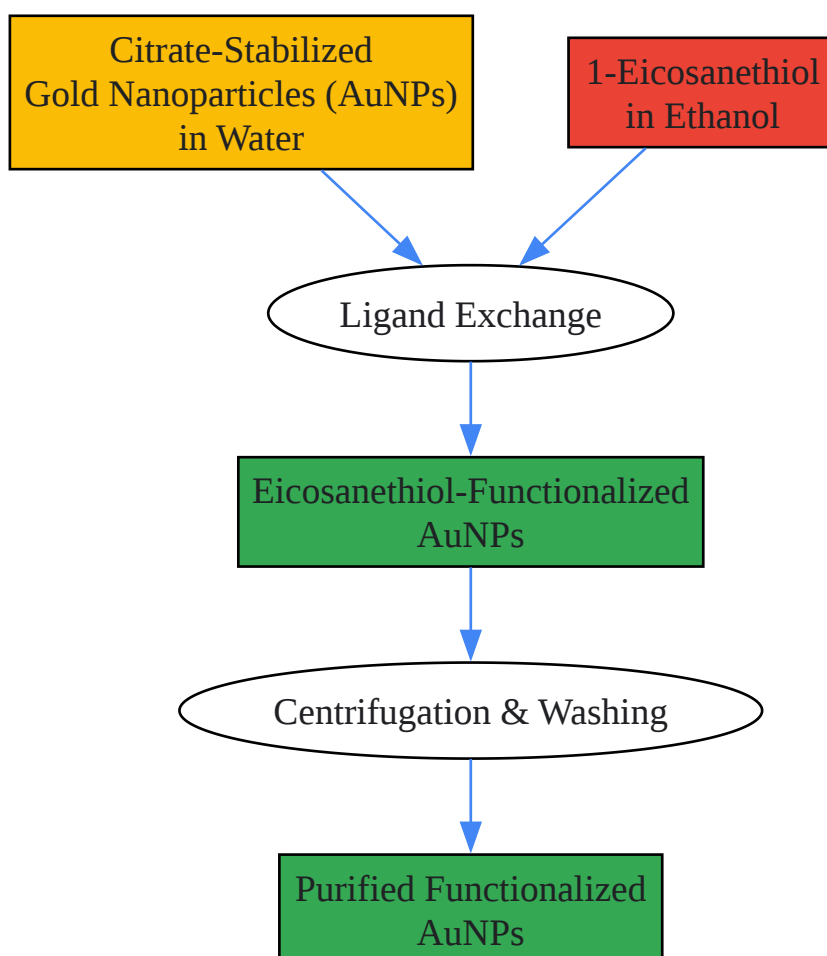 Citrate-Stabilized
Gold Nanoparticles (AuNPs)
in Water
1-Eicosanethiol
in Ethanol
Ligand Exchange
Eicosanethiol-Functionalized
AuNPs
Centrifugation & Washing
Purified Functionalized
AuNPs